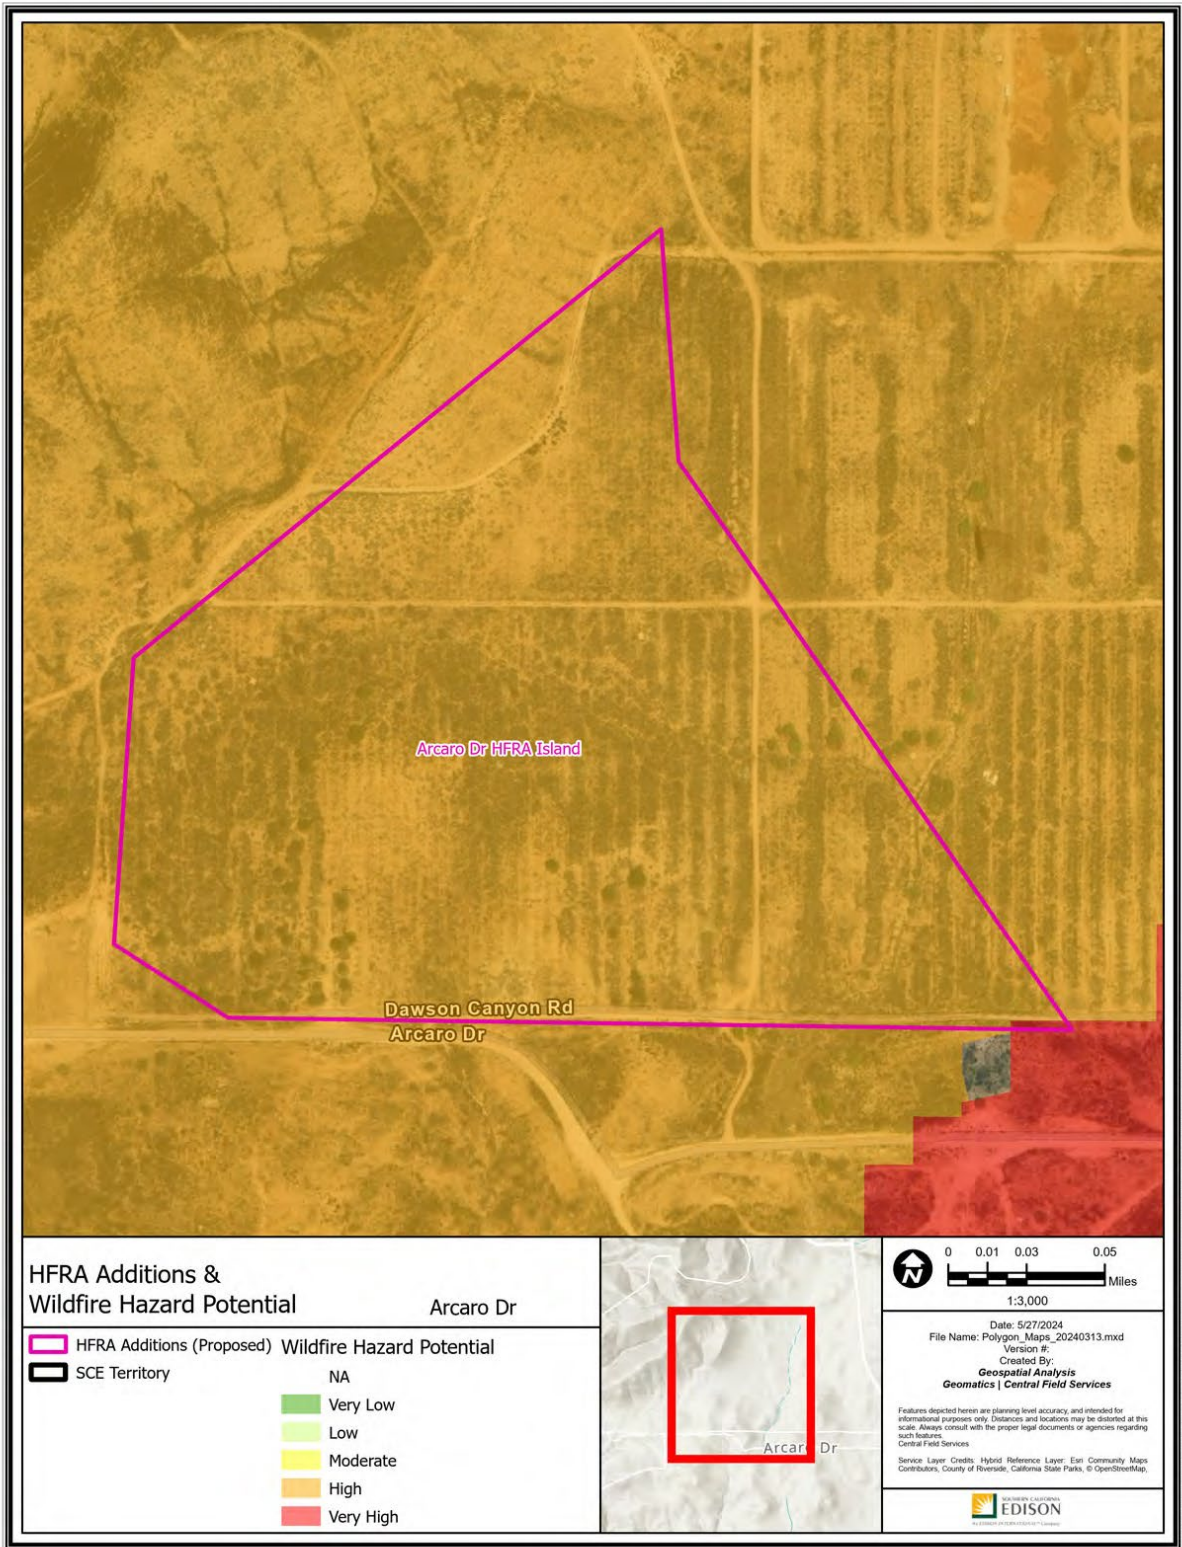 Arcaro Dr HFRA Island
Dawson Canyon Rd
Arcaro Dr
HFRA Additions &
Wildfire Hazard Potential
Arcaro Dr
HFRA Additions (Proposed)
SCE Territory
Wildfire Hazard Potential
NA
Very Low
Low
Moderate
High
Very High
Arcaro Dr
N
0 0.01 0.03 0.05
Miles
1:3,000
Date: 5/27/2024
File Name: Polygon_Maps_20240313.mxd
Version #:
Created By:
Geospatial Analysis
Geomatics | Central Field Services
Features depicted herein are planning level accuracy, and intended for
informational purposes only. Distances and locations may be distorted at this
scale. Always consult with the proper legal documents or agencies regarding
such features.
Central Field Services
Service Layer Credits: Hybrid Reference Layer: Esri Community Maps
Contributors, County of Riverside, California State Parks, © OpenStreetMap,
SOUTHERN CALIFORNIA
EDISON
An EDISON INTERNATIONAL® Company